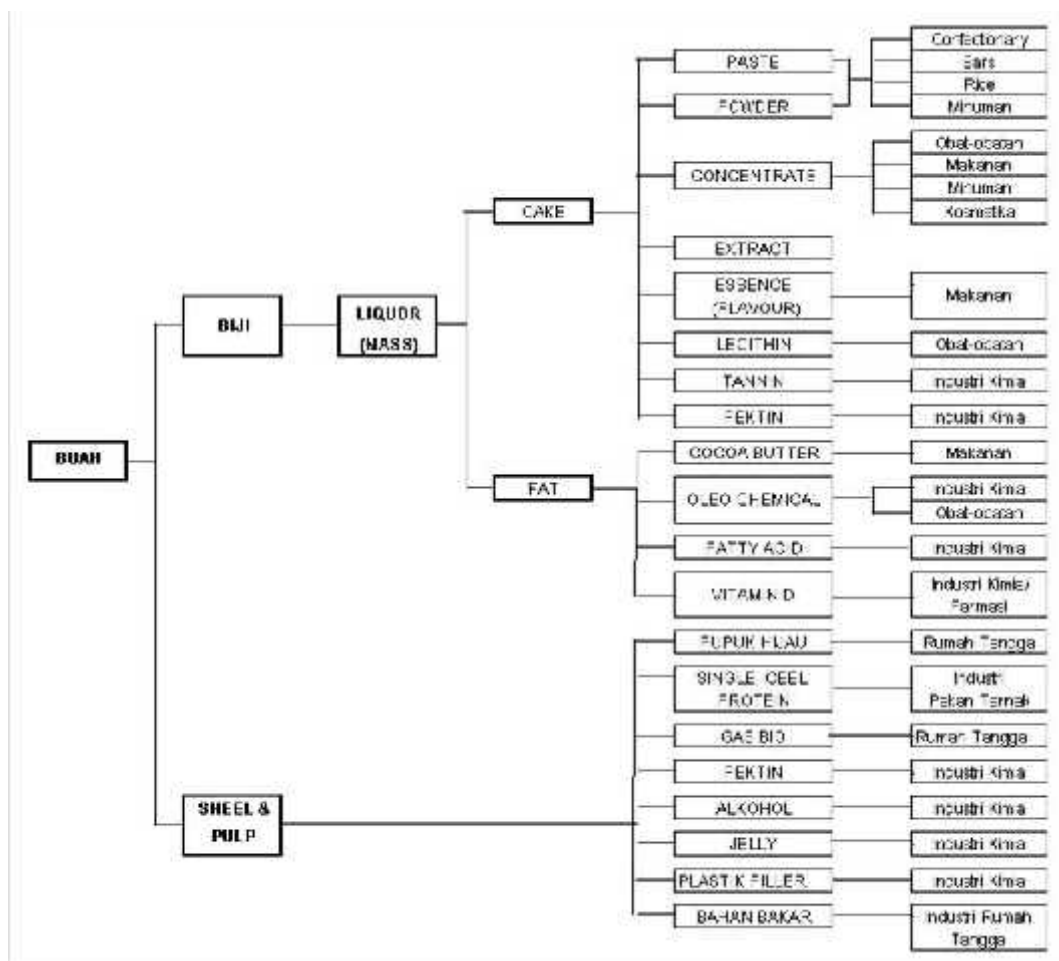 BUAH
BIJI
SHEEL &
PULP
LIQUOR
(MASS)
CAKE
FAT
PASTE
POWDER
CONCENTRATE
EXTRACT
ESSENCE
(FLAVOUR)
LECITHIN
TANNIN
PEKTIN
COCOA BUTTER
OLEO CHEMICAL
FATTY ACID
VITAMIN D
PUPUK HIJAU
SINGLE CEEL
PROTEIN
GAS BIO
PEKTIN
ALKOHOL
JELLY
PLASTIK FILLER
BAHAN BAKAR
Confectionary
Rice
Minuman
Obat-obatan
Makanan
Minuman
Kosmetika
Makanan
Obat-obatan
Industri Kimia
Industri Kimia
Makanan
Industri Kimia
Obat-obatan
Industri Kimia
Industri Kimia/
Farmasi
Rumah Tangga
Industri
Pakan Ternak
Rumah Tangga
Industri Kimia
Industri Kimia
Industri Kimia
Industri Kimia
Industri Rumah
Tangga